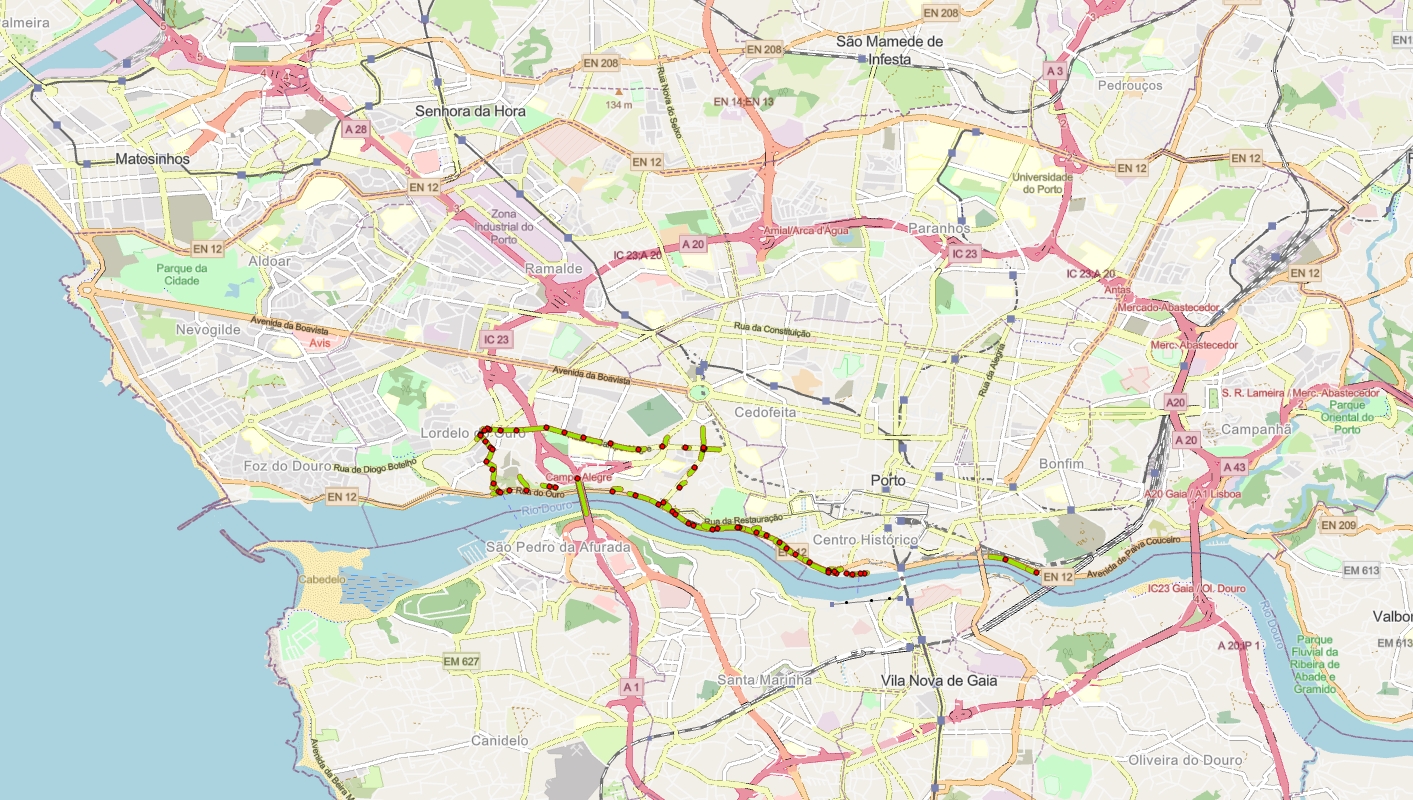 almeira
EN 208
São Mamede de
Infesta
EN 208
EN 1
EN 208
A 3
Pedrouços
Rua Nova do Seixo
134 m
EN 14;EN 13
Senhora da Hora
A 28
Matosinhos
EN 12
EN 12
EN 12
EN 12
Universidade
do Porto
Zona
Industrial do
Porto
Amial/Arca d'Água
Paranhos
EN 12
A 20
IC 23;A 20
IC 23
Aldoar
Parque da
Cidade
Ramalde
IC 23;A 20
Antas
EN 12
Mercado Abastecedor
Nevogilde
Avenida da Boavista
Avis
IC 23
Rua da Constituição
Merc. Abastecedor
Rua da Alegria
Avenida da Boavista
A20
S. R. Lameira / Merc. Abastecedor
Parque
Oriental do
Porto
Cedofeita
Campanhã
Lordelo do Ouro
A 20
Foz do Douro
Rua de Diogo Botelho
Bonfim
A 43
Campo Alegre
Porto
A20 Gaia / A1 Lisboa
EN 12
Rua do Ouro
Rio Douro
Rua da Restauração
EN 209
Centro Histórico
São Pedro da Afurada
EN 12
Avenida de Paiva Couceiro
EM 613
Cabedelo
EN 12
IC23 Gaia / Ol. Douro
Rio Douro
Valbo
EM 613
A 20;IP 1
Parque
Fluvial da
Ribeira de
Abade e
Gramido
EM 627
A 1
Santa Marinha
Vila Nova de Gaia
Canidelo
Oliveira do Douro
Avenida da Beira M